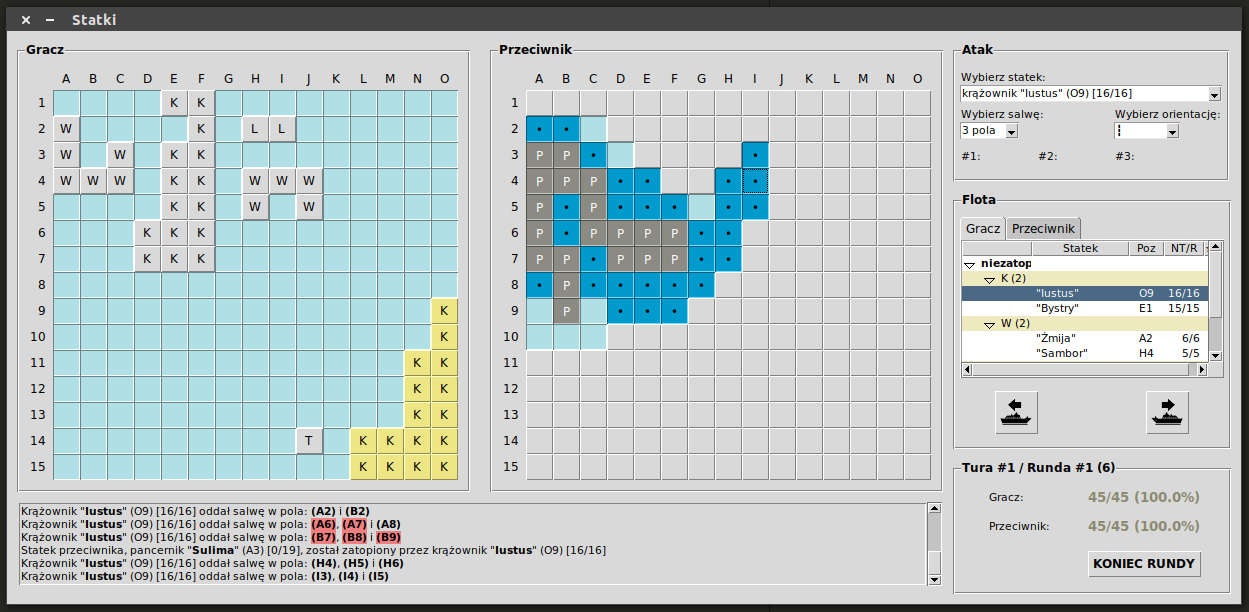 Statki
Gracz
A B C D E F G H I J K L M N O
1 K K
2 W K L L
3 W W K K
4 W W W K K W W W
5 K K W W
6 K K K
7 K K K
8
9 K
10 K
11 K K
12 K K
13 K K
14 T K K K K
15 K K K K
Przeciwnik
A B C D E F G H I J K L M N O
1
2 • •
3 P P • •
4 P P P • • • •
5 P • P • • • • •
6 P • P P P P • •
7 P P • P P P • •
8 • P • • • • •
9 P • • •
10
11
12
13
14
15
Atak
Wybierz statek:
krążownik "Iustus" (O9) [16/16]
Wybierz salwę: Wybierz orientację:
3 pola
#1: #2: #3:
Flota
Gracz Przeciwnik
Statek Poz NT/R
niezatop
K (2)
"Iustus" O9 16/16
"Bystry" E1 15/15
W (2)
"Żmija" A2 6/6
"Sambor" H4 5/5
Tura #1 / Runda #1 (6)
Gracz: 45/45 (100.0%)
Przeciwnik: 45/45 (100.0%)
KONIEC RUNDY
Krążownik "Iustus" (O9) [16/16] oddał salwę w pola: (A2) i (B2)
Krążownik "Iustus" (O9) [16/16] oddał salwę w pola: (A6), (A7) i (A8)
Krążownik "Iustus" (O9) [16/16] oddał salwę w pola: (B7), (B8) i (B9)
Statek przeciwnika, pancernik "Sulima" (A3) [0/19], został zatopiony przez krążownik "Iustus" (O9) [16/16]
Krążownik "Iustus" (O9) [16/16] oddał salwę w pola: (H4), (H5) i (H6)
Krążownik "Iustus" (O9) [16/16] oddał salwę w pola: (I3), (I4) i (I5)